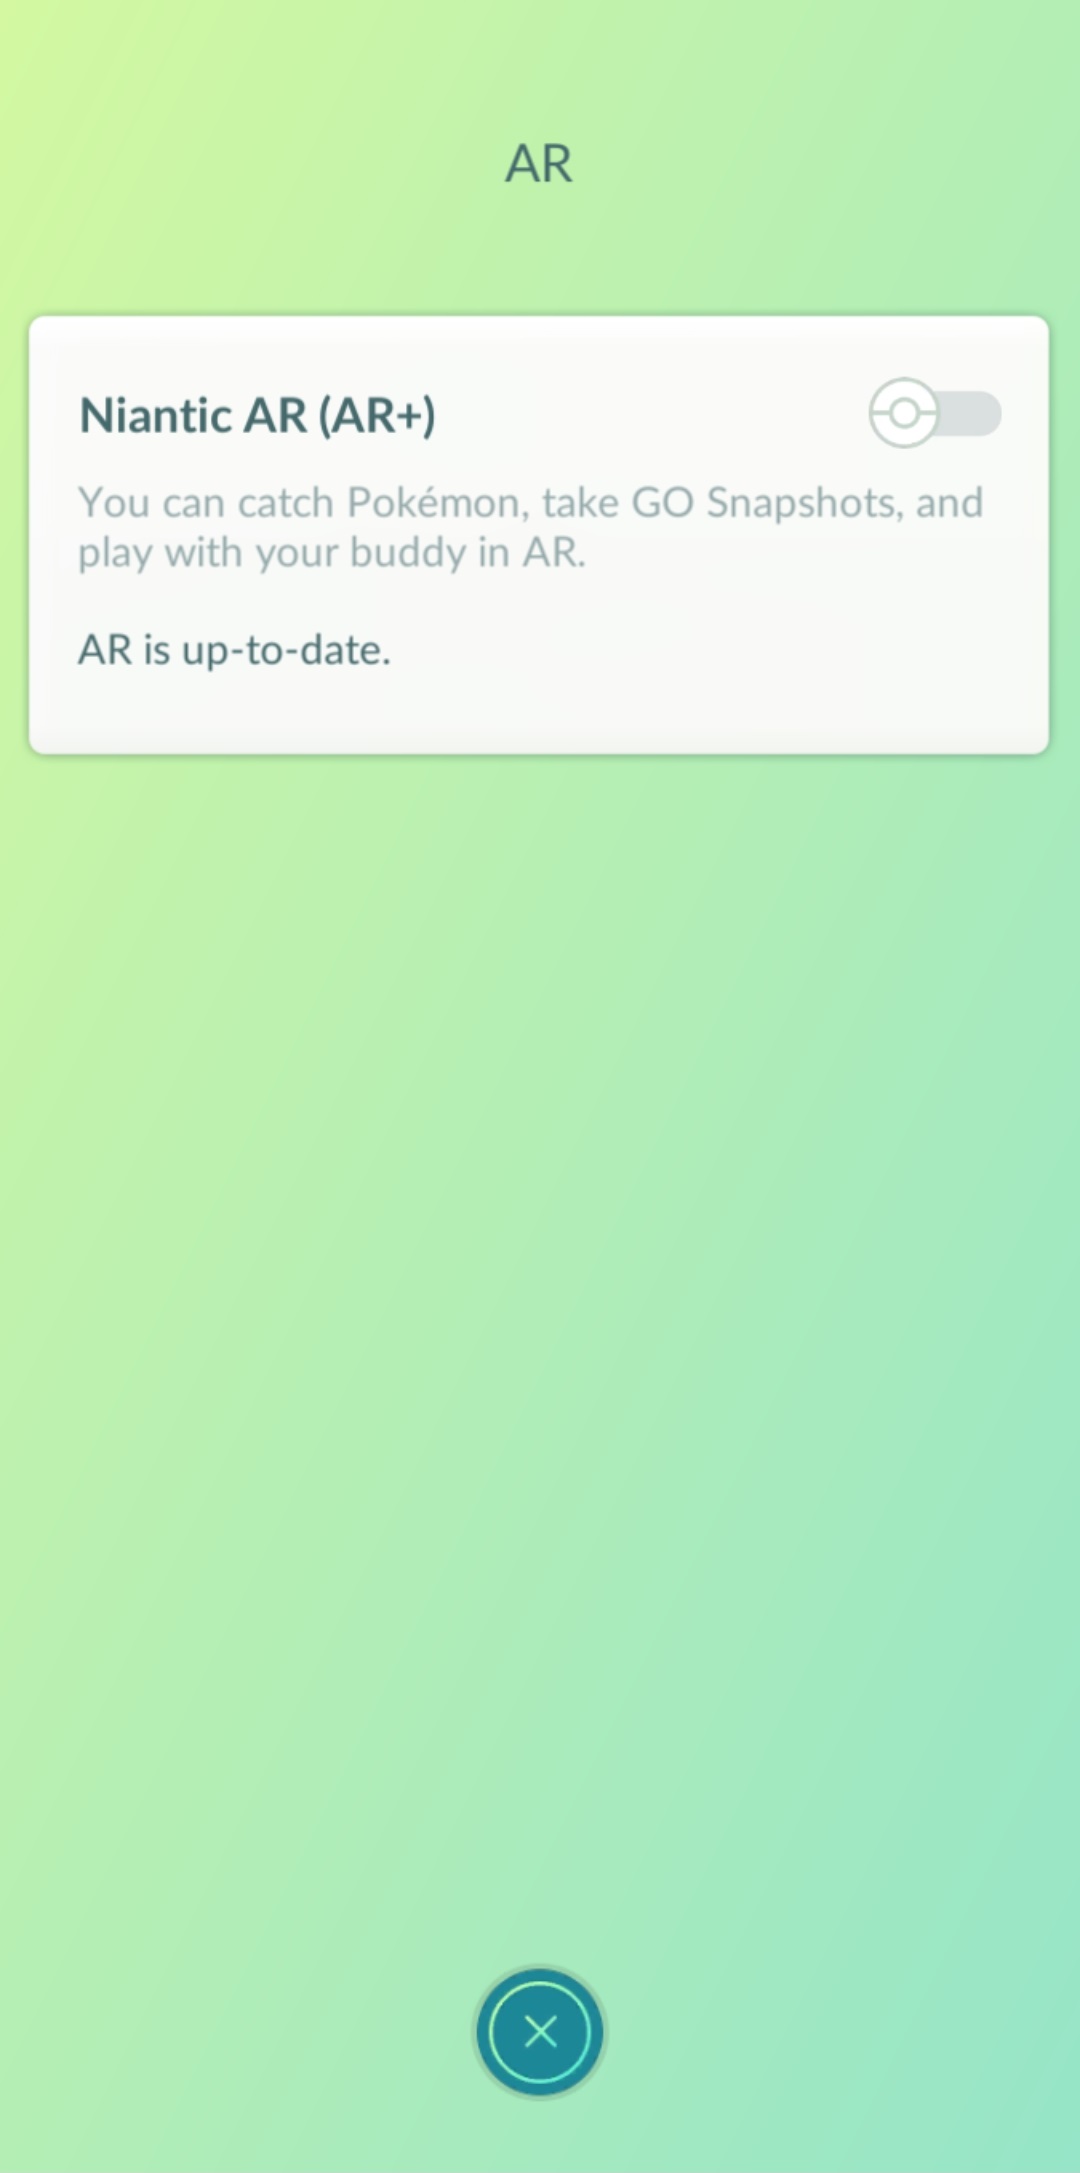 AR
Niantic AR (AR+)
You can catch Pokémon, take GO Snapshots, and
play with your buddy in AR.
AR is up-to-date.